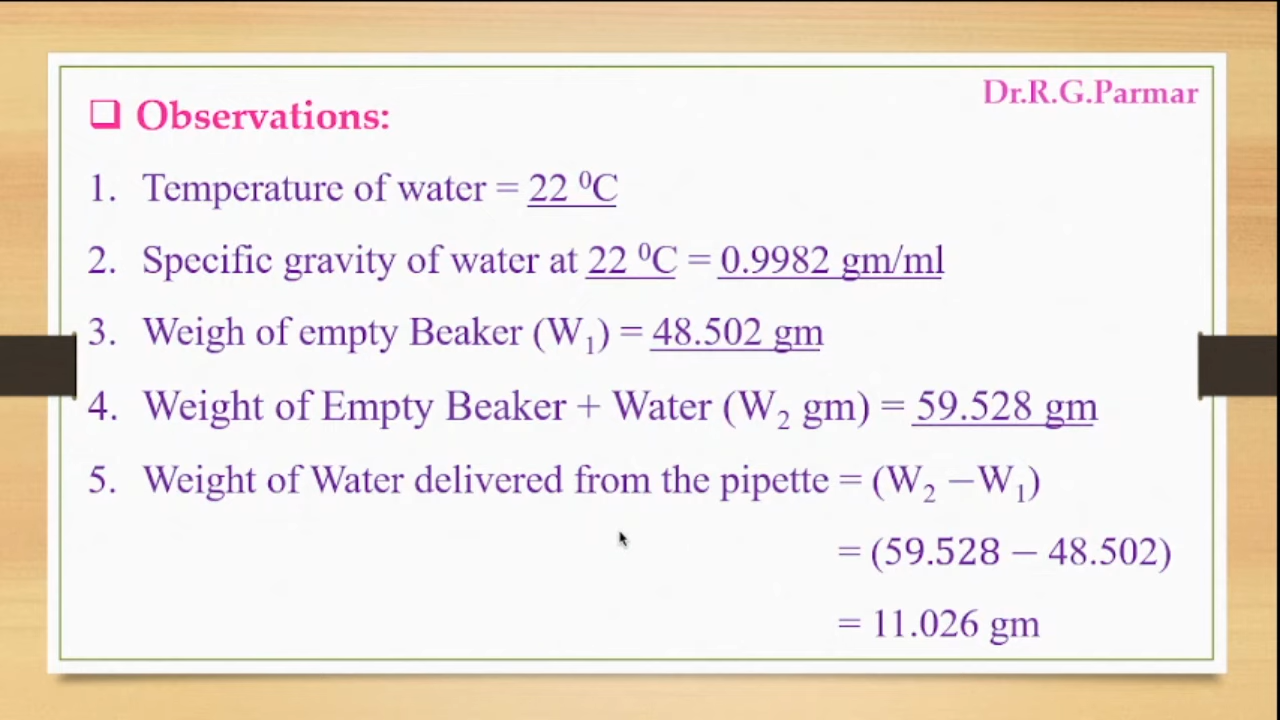 Dr.R.G.Parmar
❑ Observations:
1. Temperature of water = 22 ⁰C
2. Specific gravity of water at 22 ⁰C = 0.9982 gm/ml
3. Weigh of empty Beaker (W₁) = 48.502 gm
4. Weight of Empty Beaker + Water (W₂ gm) = 59.528 gm
5. Weight of Water delivered from the pipette = (W₂ −W₁)
= (59.528 − 48.502)
= 11.026 gm